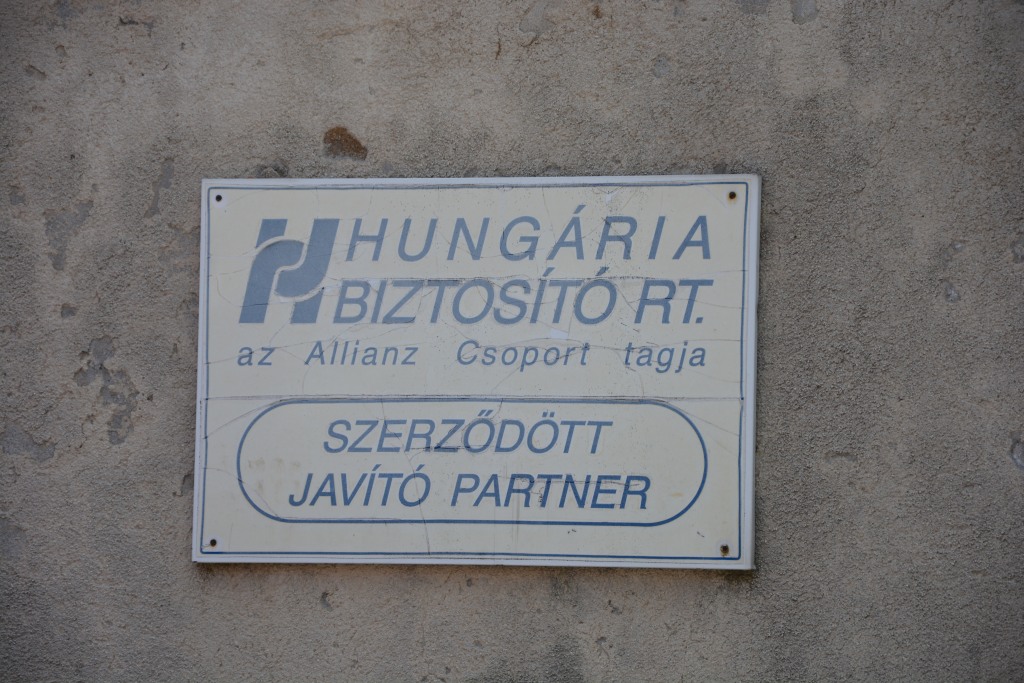 HUNGÁRIA
BIZTOSÍTÓ RT.
az Allianz Csoport tagja
SZERZŐDÖTT
JAVÍTÓ PARTNER